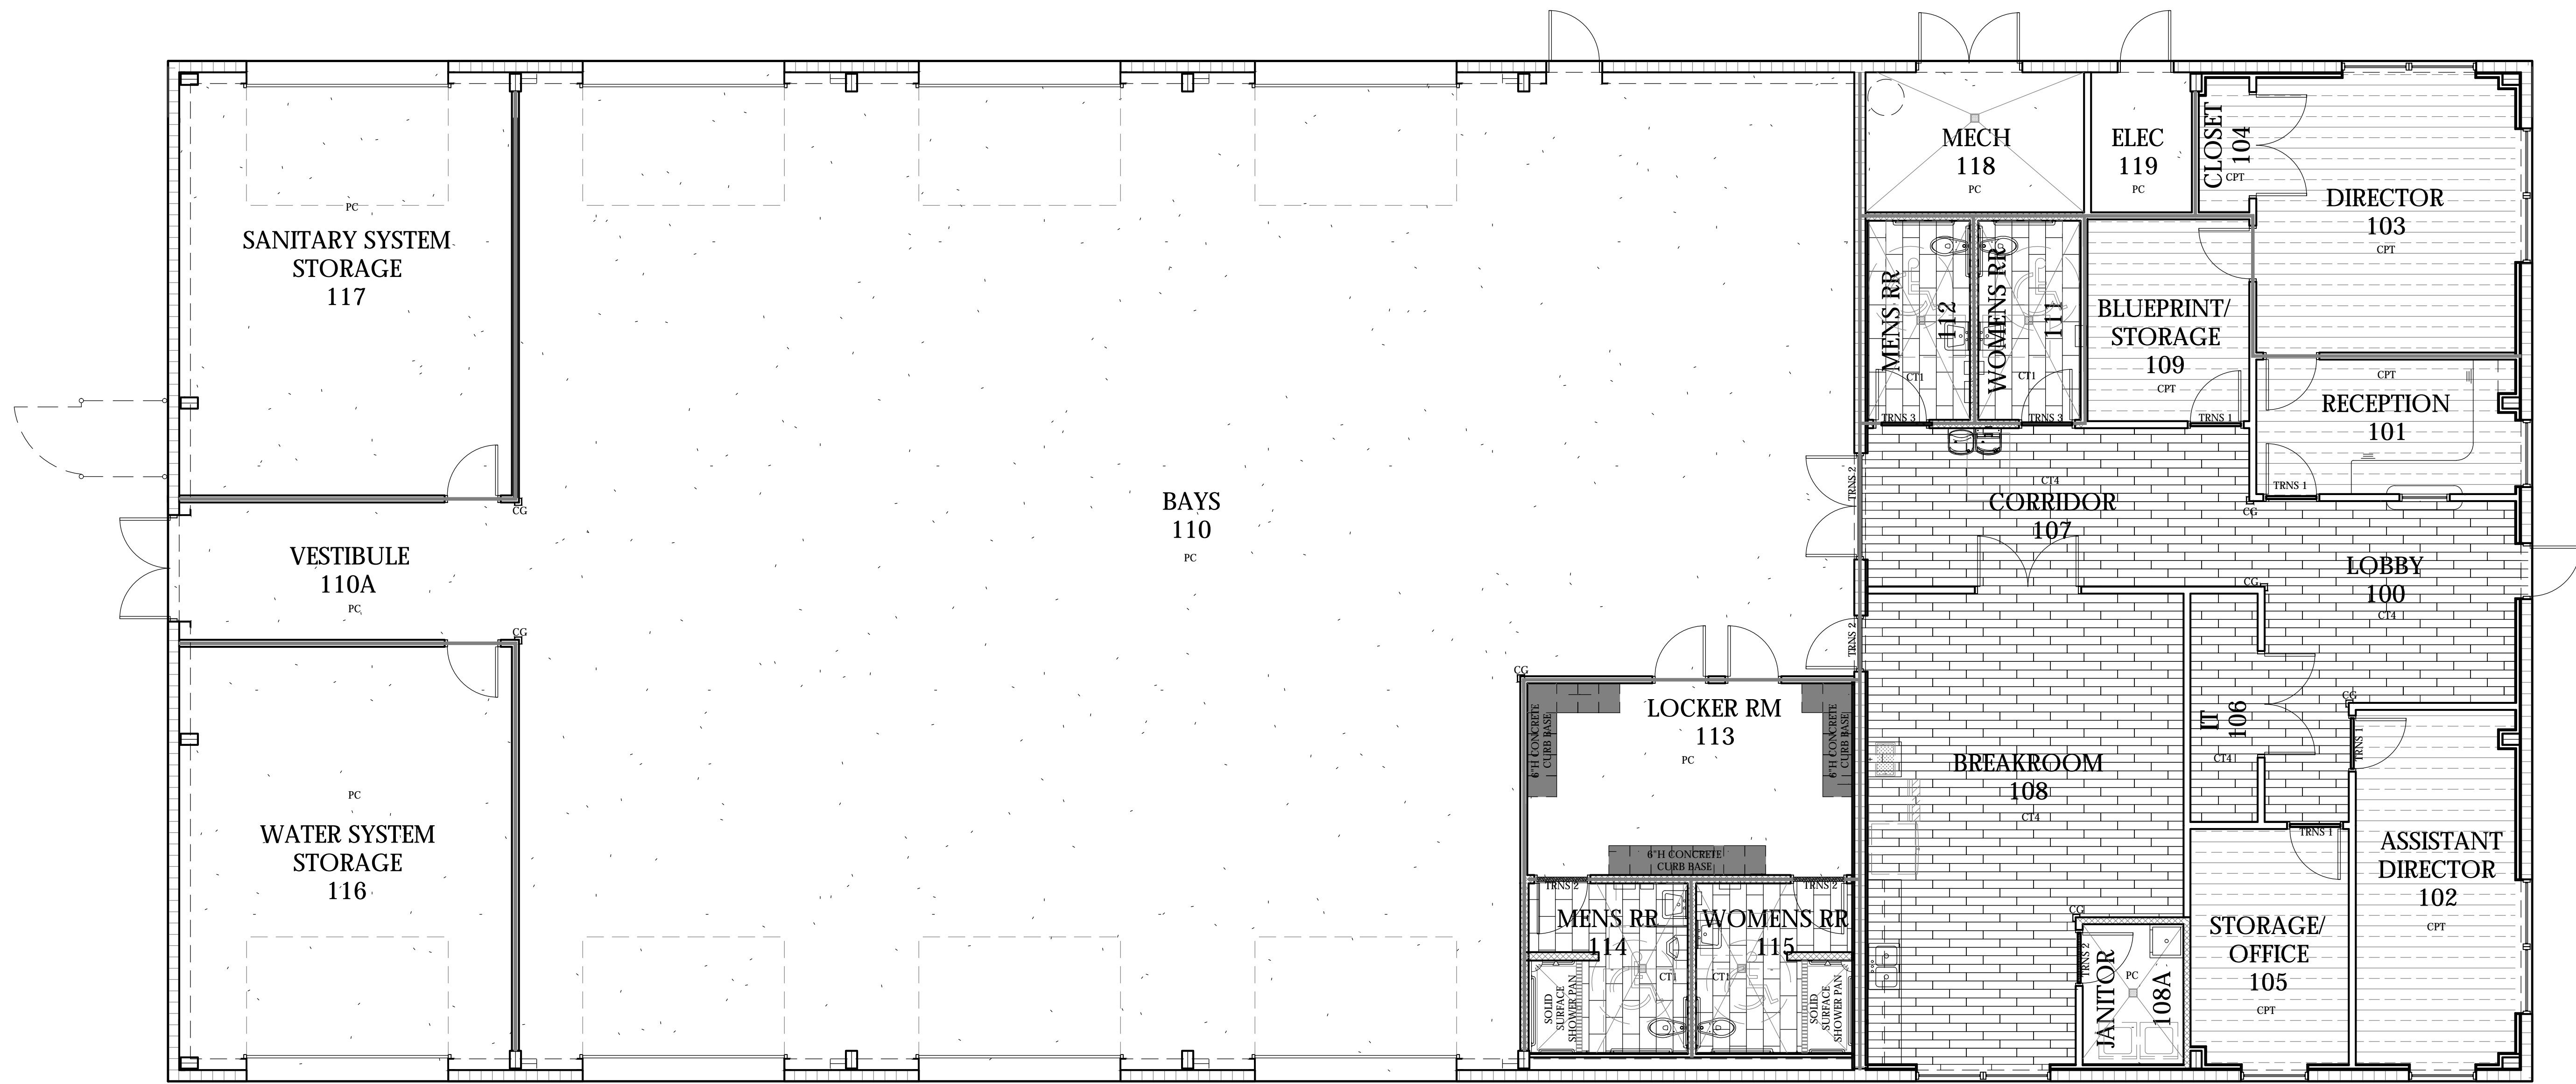 SANITARY SYSTEM
STORAGE
117
PC
VESTIBULE
110A
PC
CG
CG
WATER SYSTEM
STORAGE
116
PC
BAYS
110
PC
CG
LOCKER RM
113
PC
6"H CONCRETE
CURB BASE
6"H CONCRETE
CURB BASE
6"H CONCRETE
CURB BASE
TRNS 2
TRNS 2
MENS RR
114
CT1
SOLID
SURFACE
SHOWER PAN
WOMENS RR
115
CT1
SOLID
SURFACE
SHOWER PAN
TRNS 2
TRNS 2
MECH
118
PC
ELEC
119
PC
CLOSET
104
CPT
DIRECTOR
103
CPT
MENS RR
112
CT1
TRNS 3
WOMENS RR
111
CT1
TRNS 3
BLUEPRINT/
STORAGE
109
CPT
TRNS 1
CPT
RECEPTION
101
TRNS 1
CT4
CORRIDOR
107
CG
CG
LOBBY
100
CT4
BREAKROOM
108
CT4
IT
106
CT4
CG
TRNS 1
TRNS 1
ASSISTANT
DIRECTOR
102
CPT
STORAGE/
OFFICE
105
CPT
CG
TRNS 2
JANITOR
108A
PC